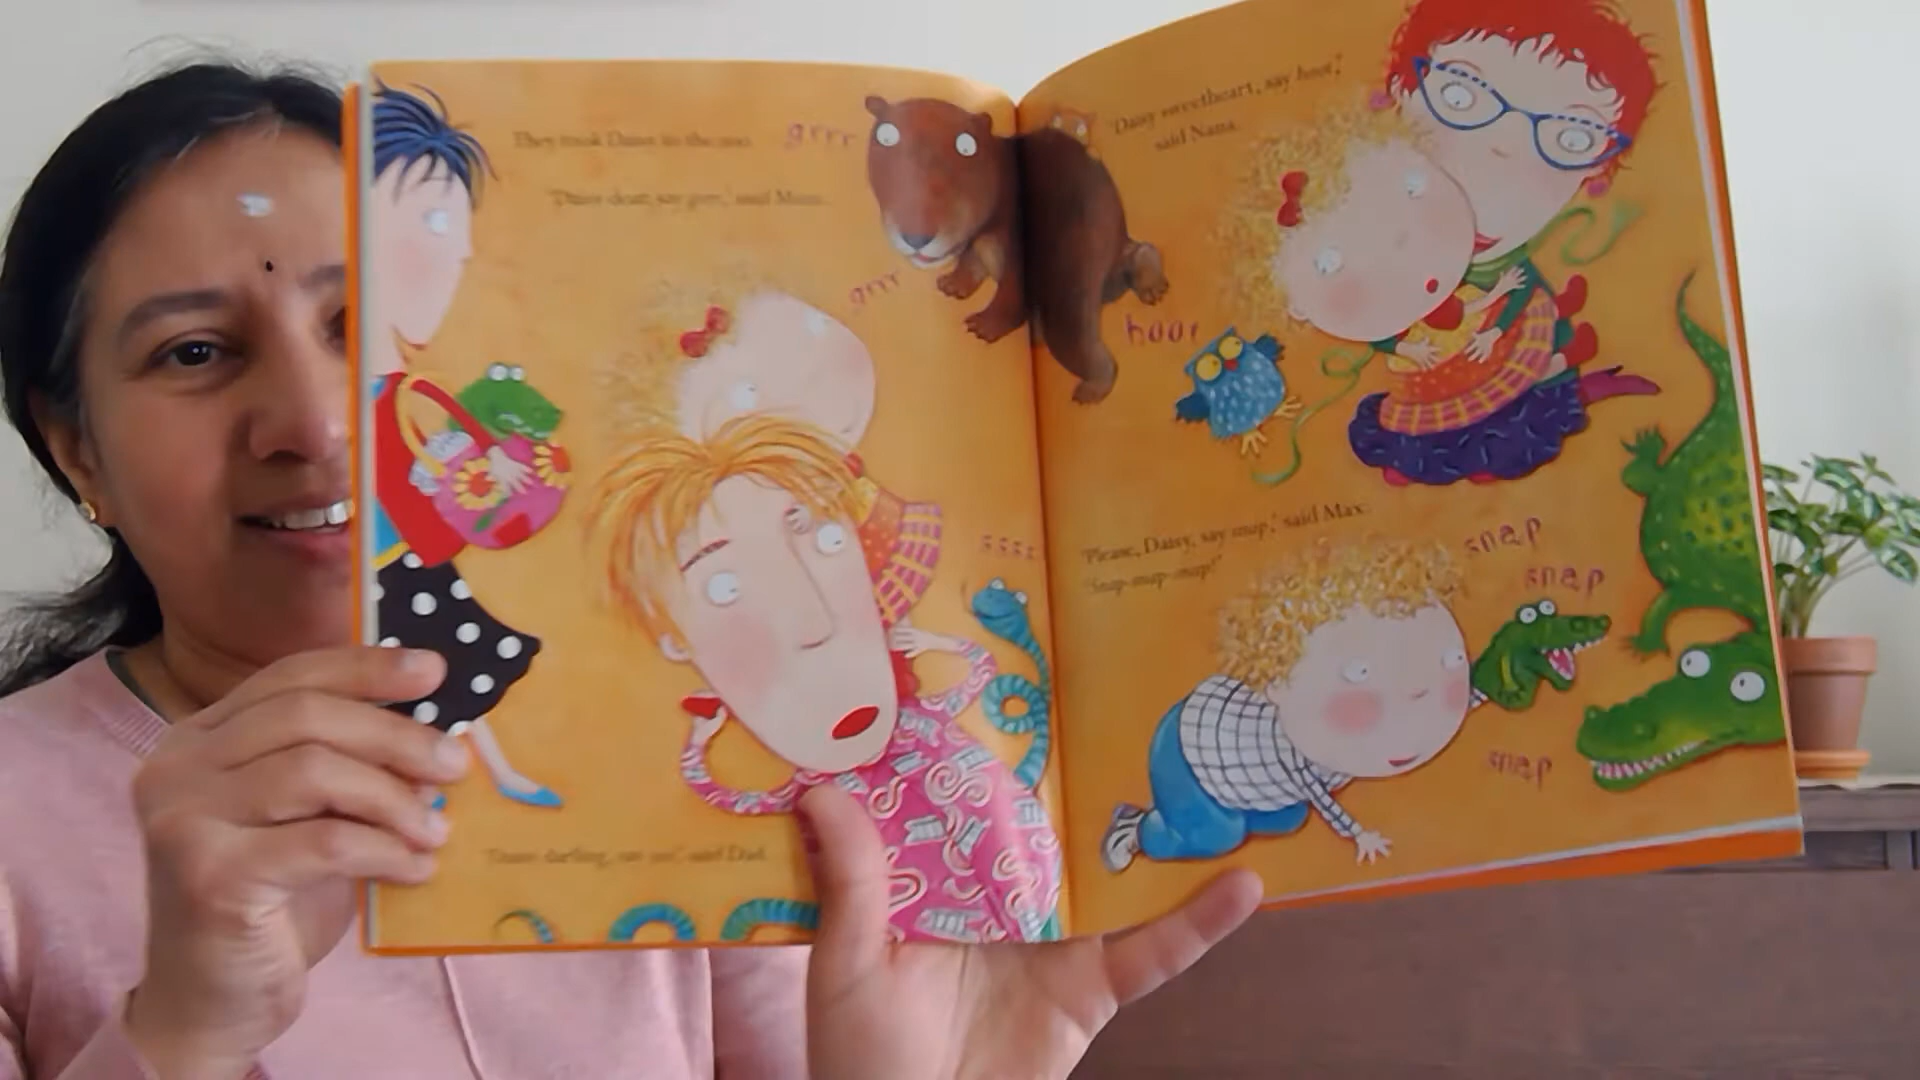 They took Daisy to the zoo.
grrr
'Daisy dear, say grrr,' said Mum.
grrr
ssss
'Daisy darling, say sss,' said Dad.
'Daisy sweetheart, say hoot,'
said Nana.
hoot
'Please, Daisy, say snap,' said Max.
'Snap-snap-snap!'
snap
snap
snap